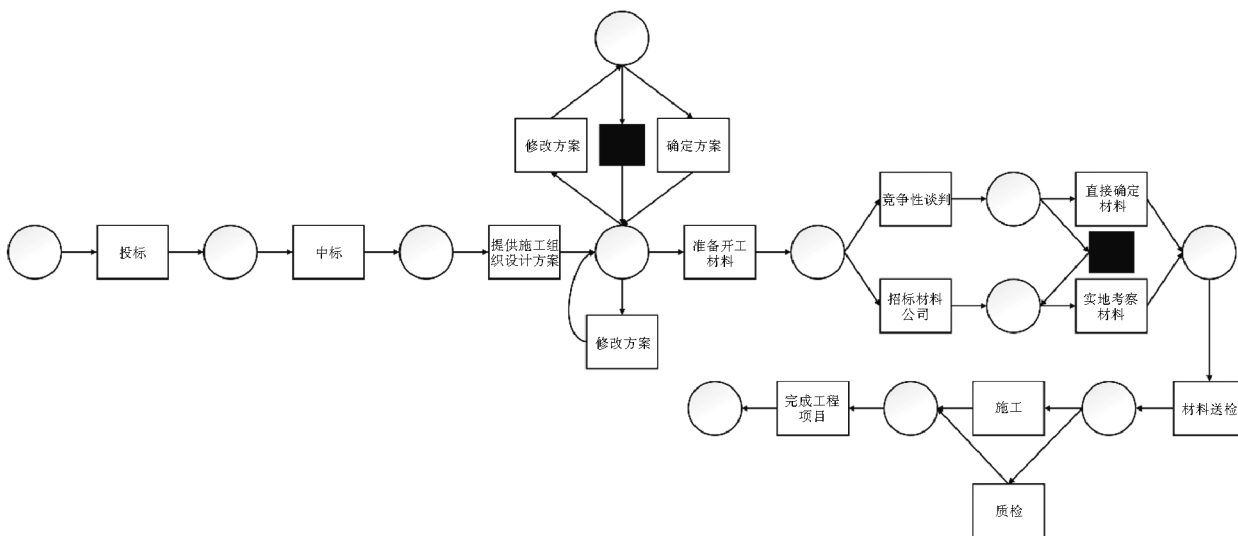 修改方案
确定方案
竞争性谈判
直接确定
材料
投标
中标
提供施工组
织设计方案
准备开工
材料
招标材料
公司
实地考察
材料
修改方案
完成工程
项目
施工
材料送检
质检